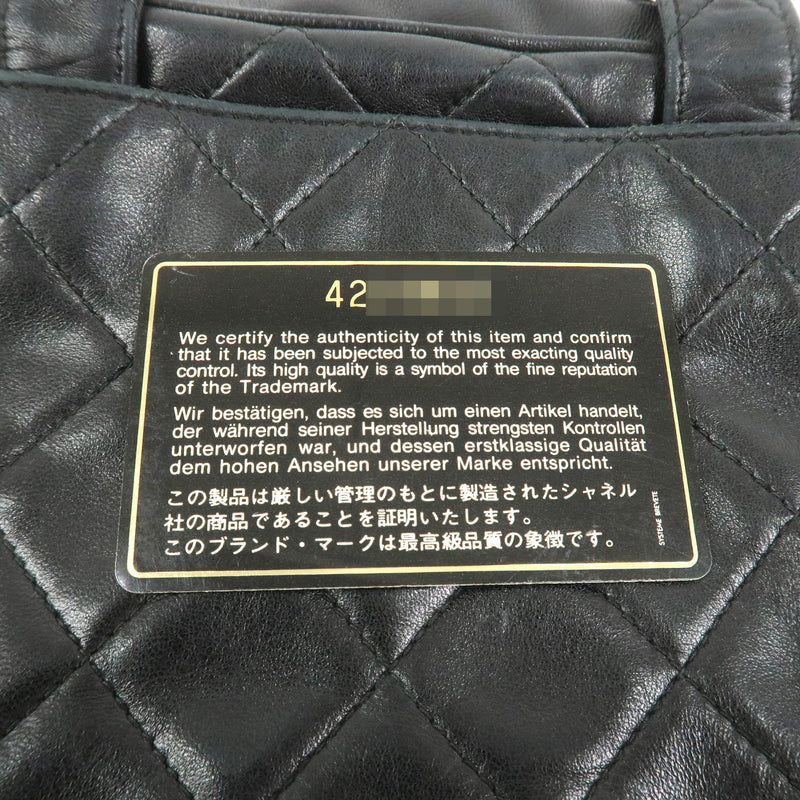 42
We certify the authenticity of this item and confirm
that it has been subjected to the most exacting quality
control. Its high quality is a symbol of the fine reputation
of the Trademark.
Wir bestätigen, dass es sich um einen Artikel handelt,
der während seiner Herstellung strengsten Kontrollen
unterworfen war, und dessen erstklassige Qualität
dem hohen Ansehen unserer Marke entspricht.
この製品は厳しい管理のもとに製造されたシャネル
社の商品であることを証明いたします。
このブランド・マークは最高級品質の象徴です。
SYSTEME BREVETE